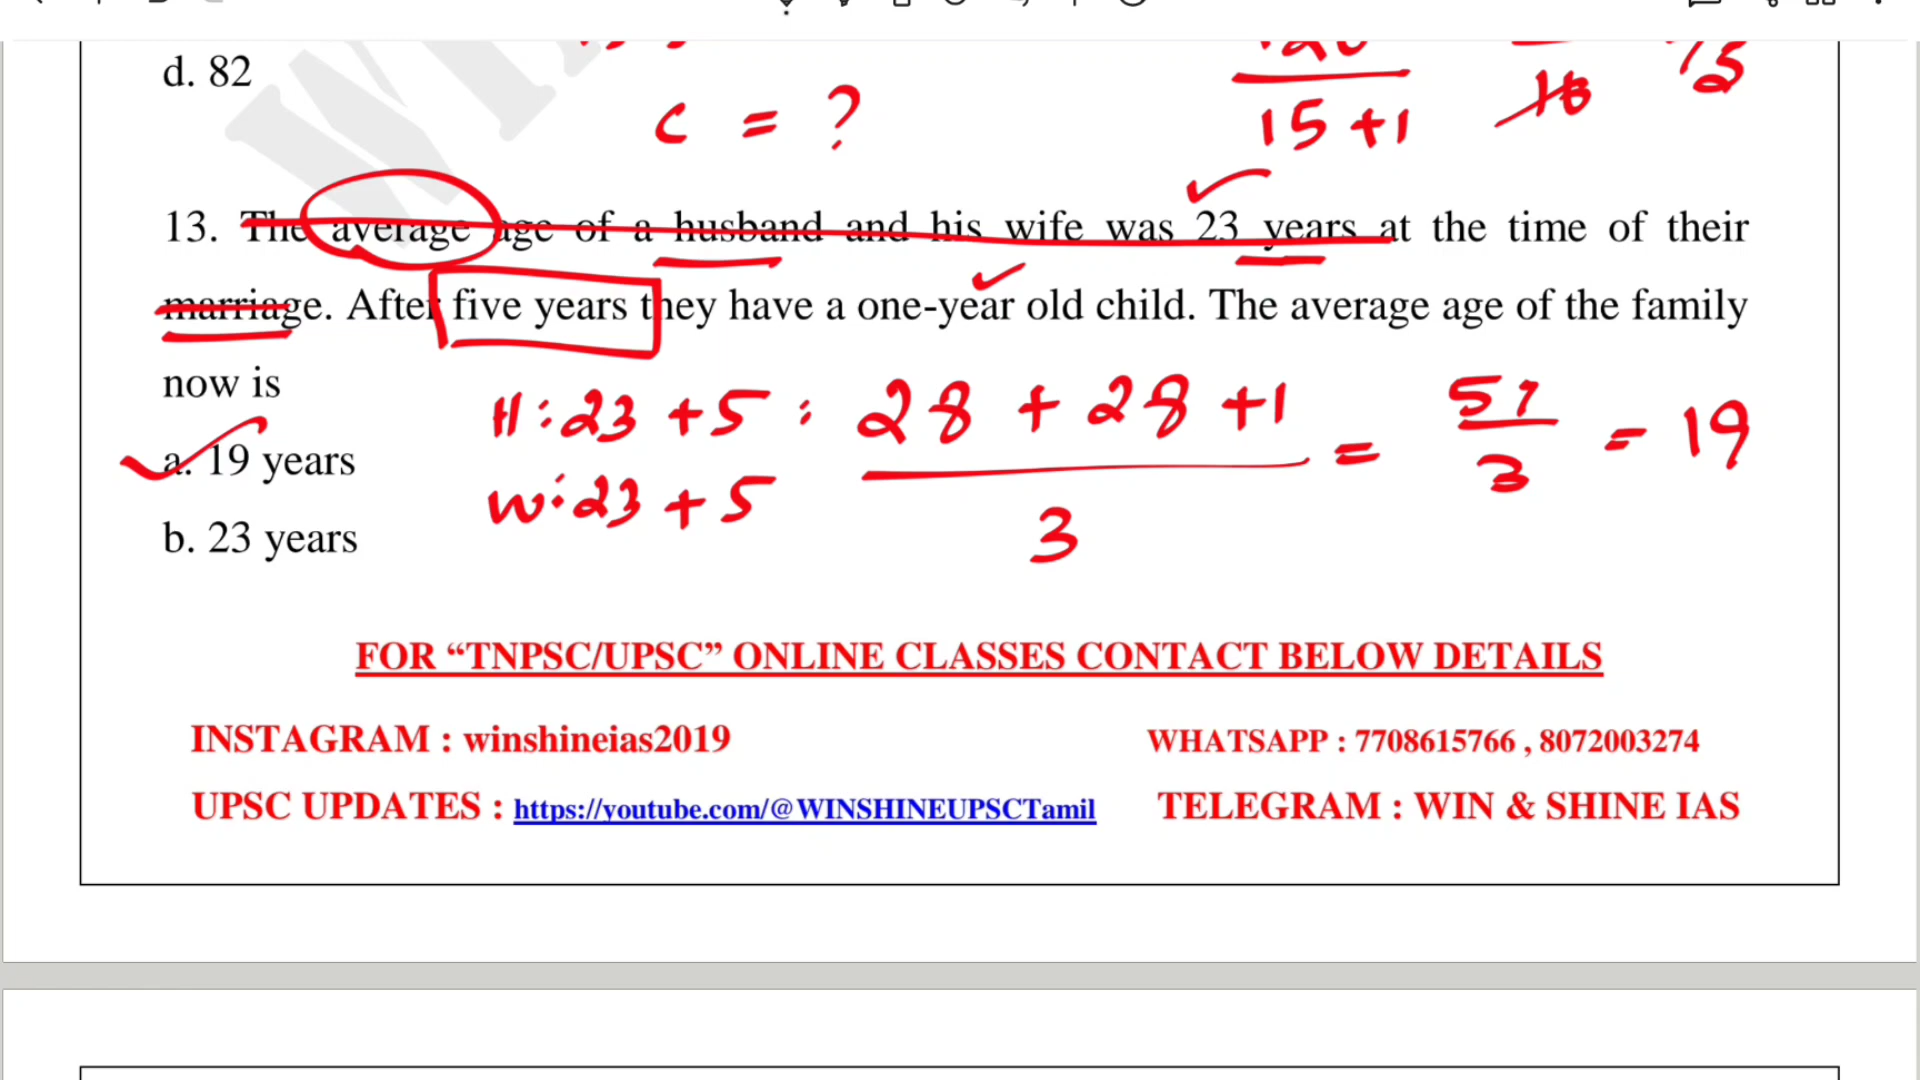 d. 82
c = ?
15 +1
16
13. The average age of a husband and his wife was 23 years at the time of their
marriage. After five years they have a one-year old child. The average age of the family
now is
H : 23 + 5 : 28 + 28 + 1 = 57 = 19
a. 19 years
W : 23 + 5
3
3
b. 23 years
FOR “TNPSC/UPSC” ONLINE CLASSES CONTACT BELOW DETAILS
INSTAGRAM : winshineias2019 WHATSAPP : 7708615766 , 8072003274
UPSC UPDATES : https://youtube.com/@WINSHINEUPSCTamil TELEGRAM : WIN & SHINE IAS